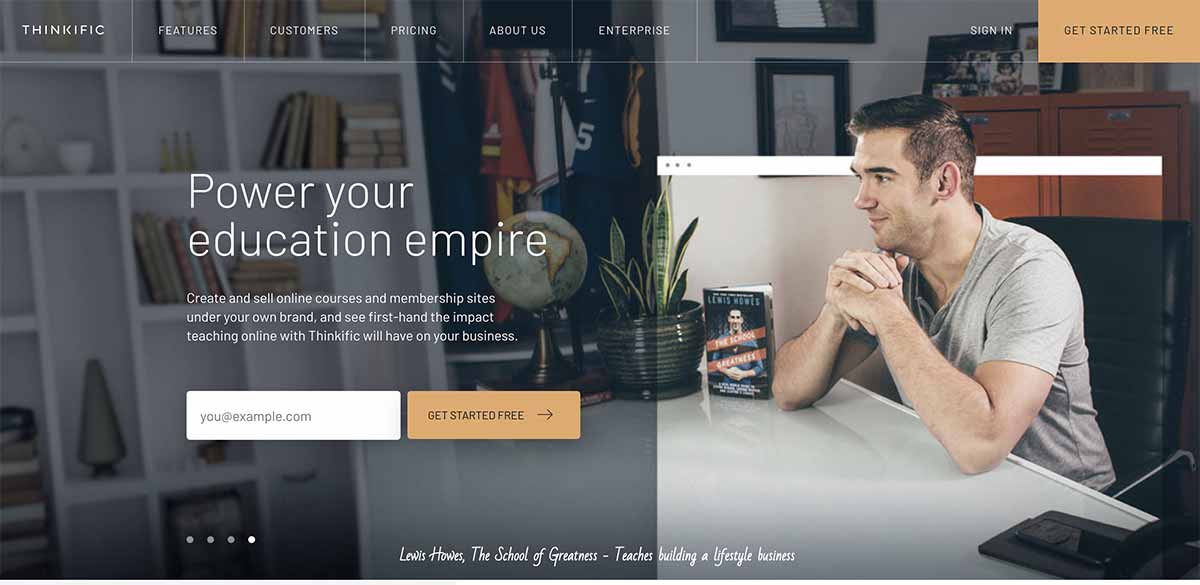 THINKIFIC
FEATURES
CUSTOMERS
PRICING
ABOUT US
ENTERPRISE
SIGN IN
GET STARTED FREE
Power your
education empire
Create and sell online courses and membership sites
under your own brand, and see first-hand the impact
teaching online with Thinkific will have on your business.
you@example.com
GET STARTED FREE
LEWIS HOWES
THE SCHOOL
of
GREATNESS
5
Lewis Howes, The School of Greatness - Teaches building a lifestyle business